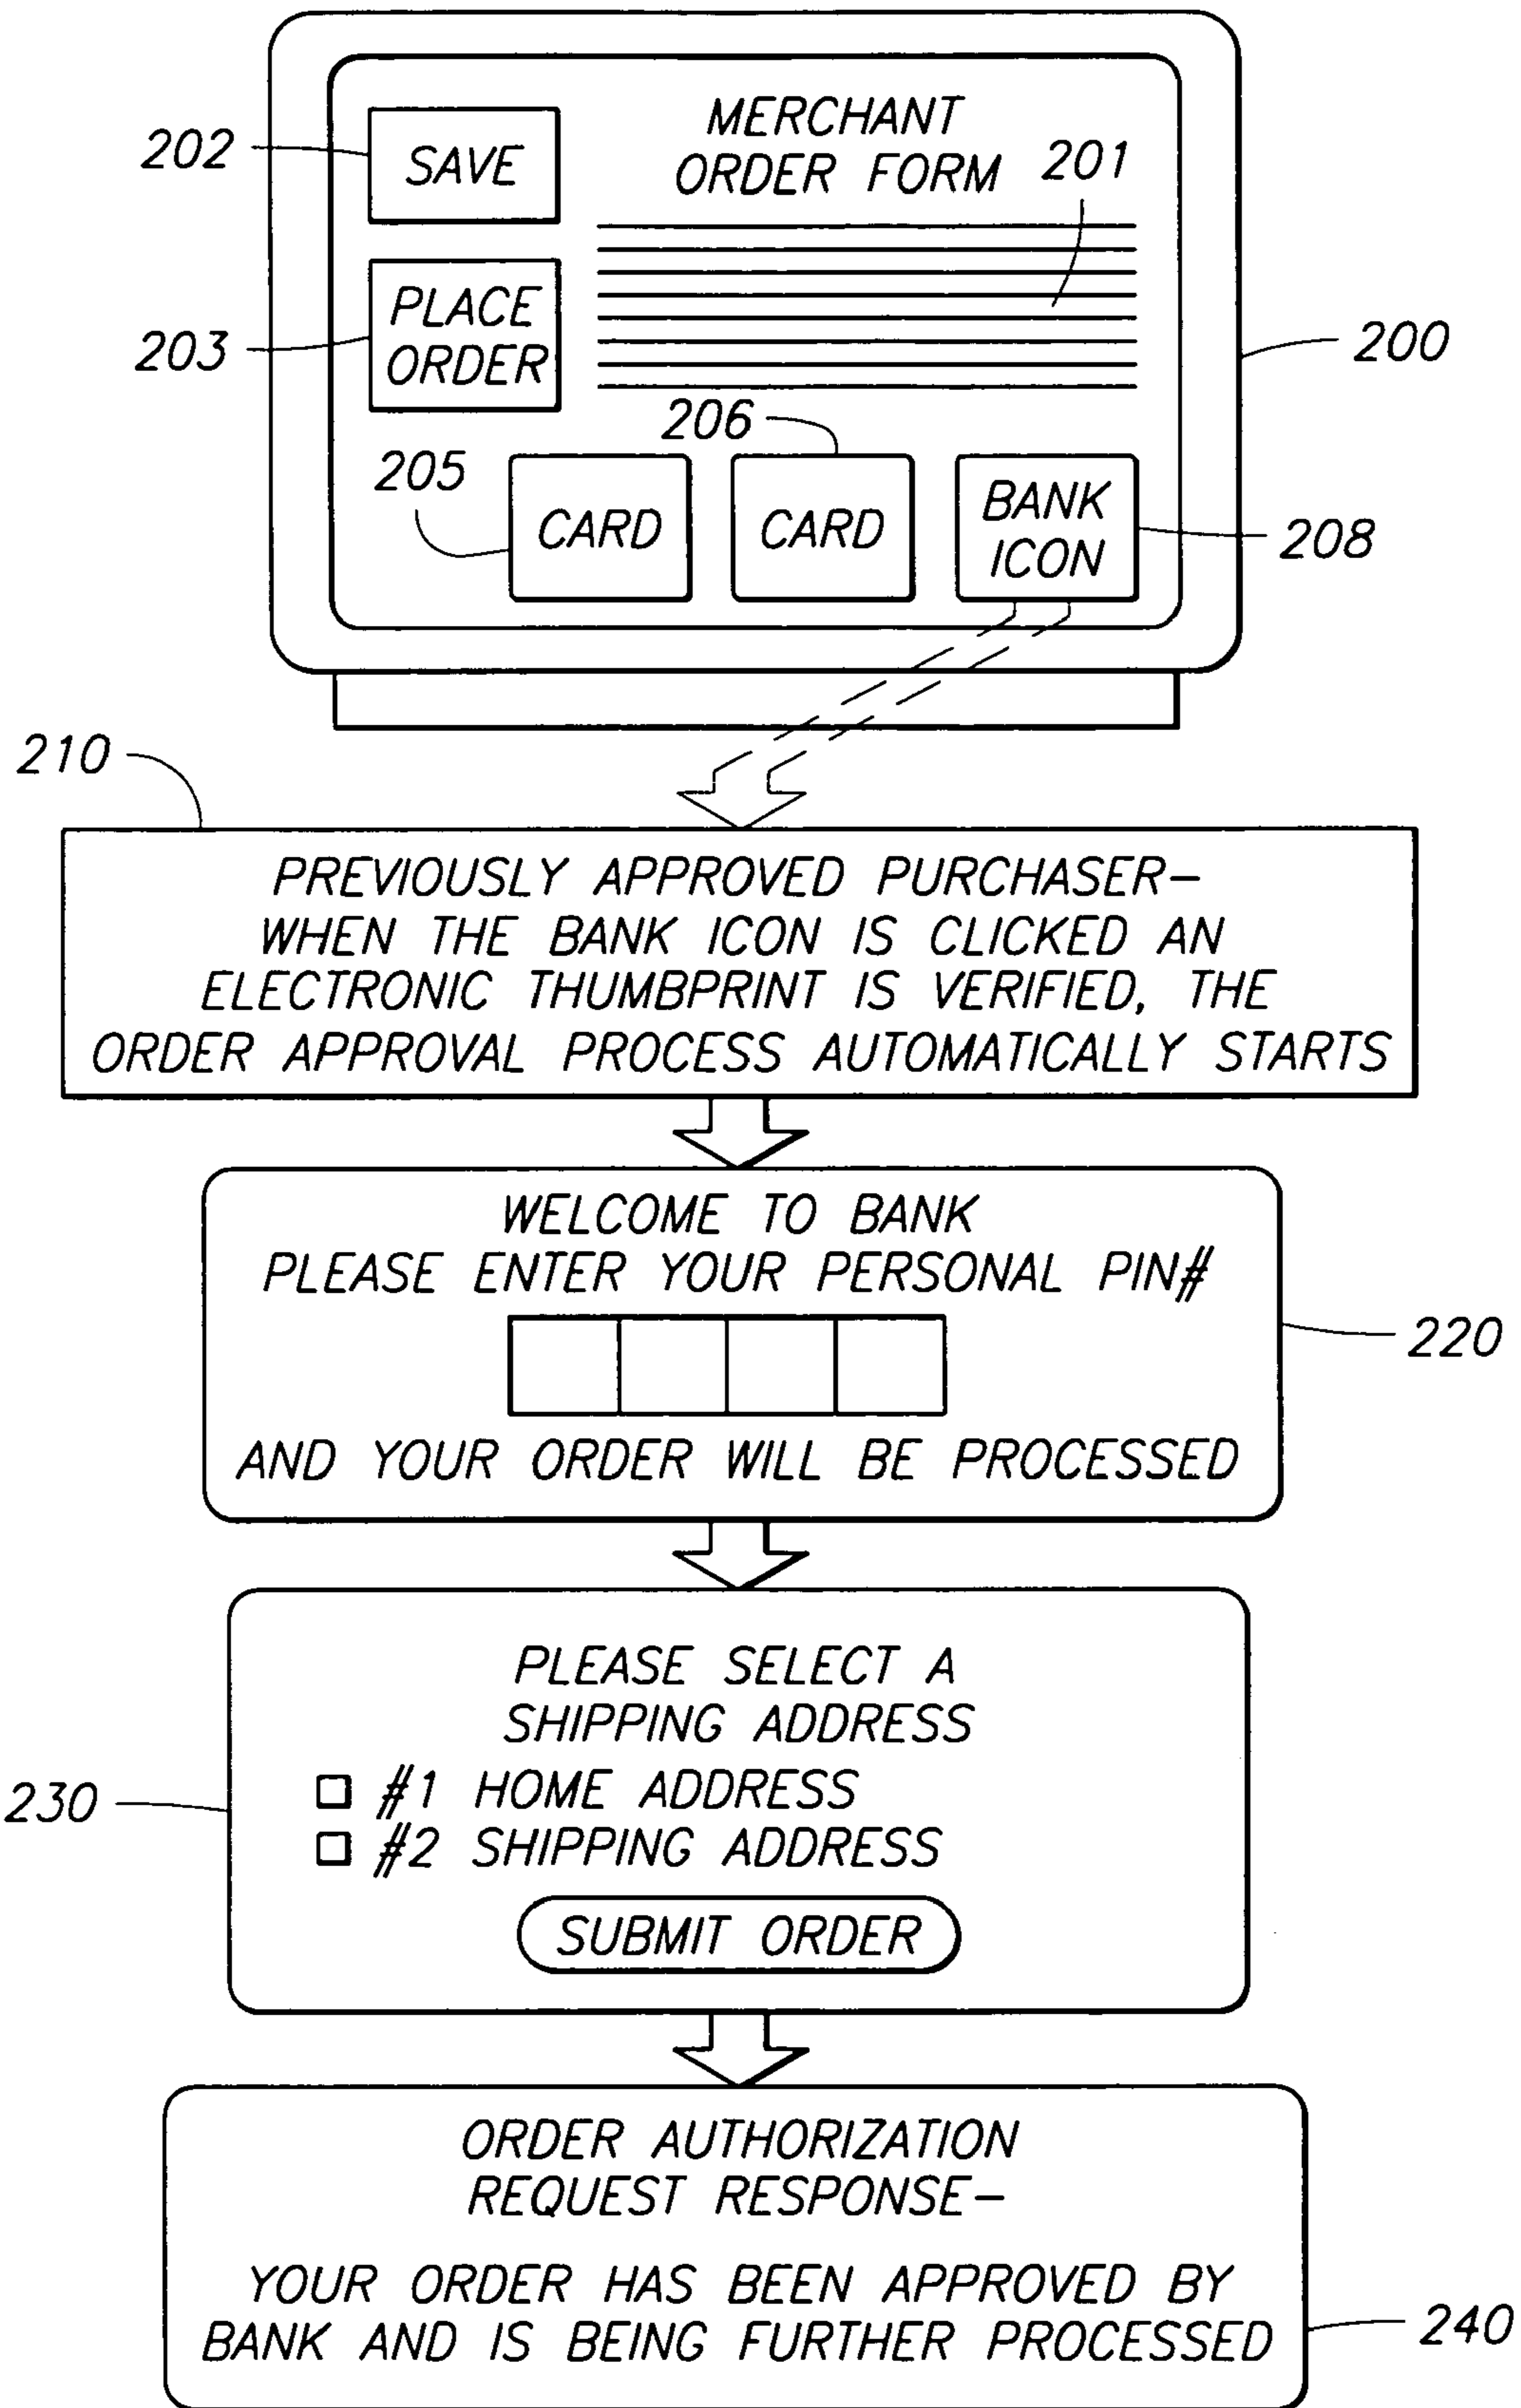 MERCHANT
ORDER FORM
201
202
SAVE
203
PLACE
ORDER
200
206
205
CARD
CARD
BANK
ICON
208
210
PREVIOUSLY APPROVED PURCHASER–
WHEN THE BANK ICON IS CLICKED AN
ELECTRONIC THUMBPRINT IS VERIFIED, THE
ORDER APPROVAL PROCESS AUTOMATICALLY STARTS
WELCOME TO BANK
PLEASE ENTER YOUR PERSONAL PIN#
220
AND YOUR ORDER WILL BE PROCESSED
PLEASE SELECT A
SHIPPING ADDRESS
230
#1 HOME ADDRESS
#2 SHIPPING ADDRESS
SUBMIT ORDER
ORDER AUTHORIZATION
REQUEST RESPONSE–
YOUR ORDER HAS BEEN APPROVED BY
BANK AND IS BEING FURTHER PROCESSED
240